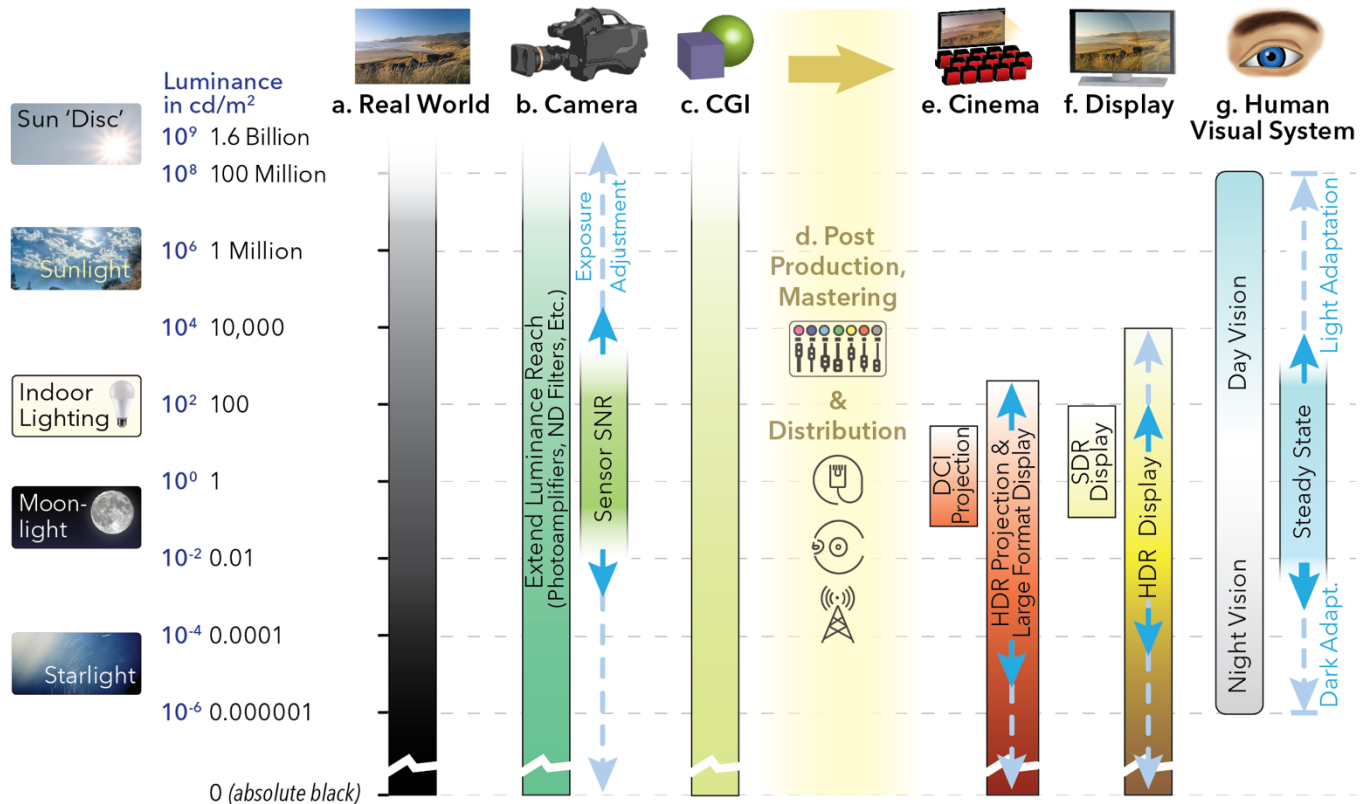 Luminance
in cd/m²
Sun 'Disc'
10⁹ 1.6 Billion
10⁸ 100 Million
Sunlight
10⁶ 1 Million
10⁴ 10,000
Indoor
Lighting
10² 100
10⁰ 1
Moon-
light
10⁻² 0.01
10⁻⁴ 0.0001
Starlight
10⁻⁶ 0.000001
0 (absolute black)
a. Real World
b. Camera
Extend Luminance Reach
(Photoamplifiers, ND Filters, Etc.)
Exposure
Adjustment
Sensor SNR
c. CGI
d. Post
Production,
Mastering
&
Distribution
e. Cinema
DCI
Projection
HDR Projection &
Large Format Display
f. Display
SDR
Display
HDR Display
g. Human
Visual System
Day Vision
Night Vision
Light Adaptation
Steady State
Dark Adapt.